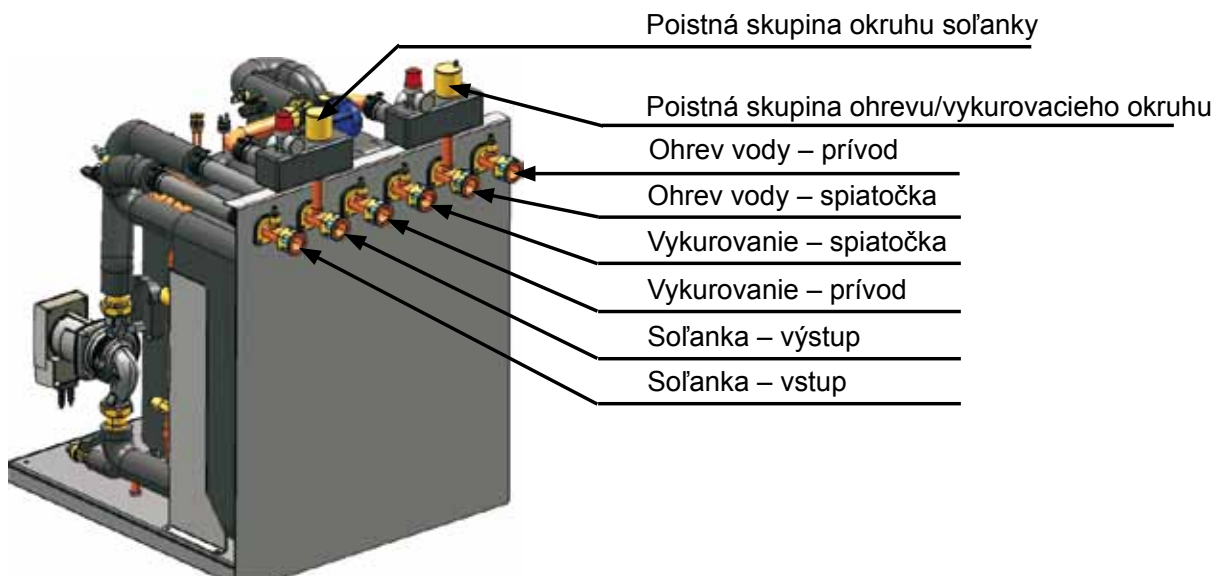 Poistná skupina okruhu soľanky
Poistná skupina ohrevu/vykurovacieho okruhu
Ohrev vody – prívod
Ohrev vody – spiatočka
Vykurovanie – spiatočka
Vykurovanie – prívod
Soľanka – výstup
Soľanka – vstup